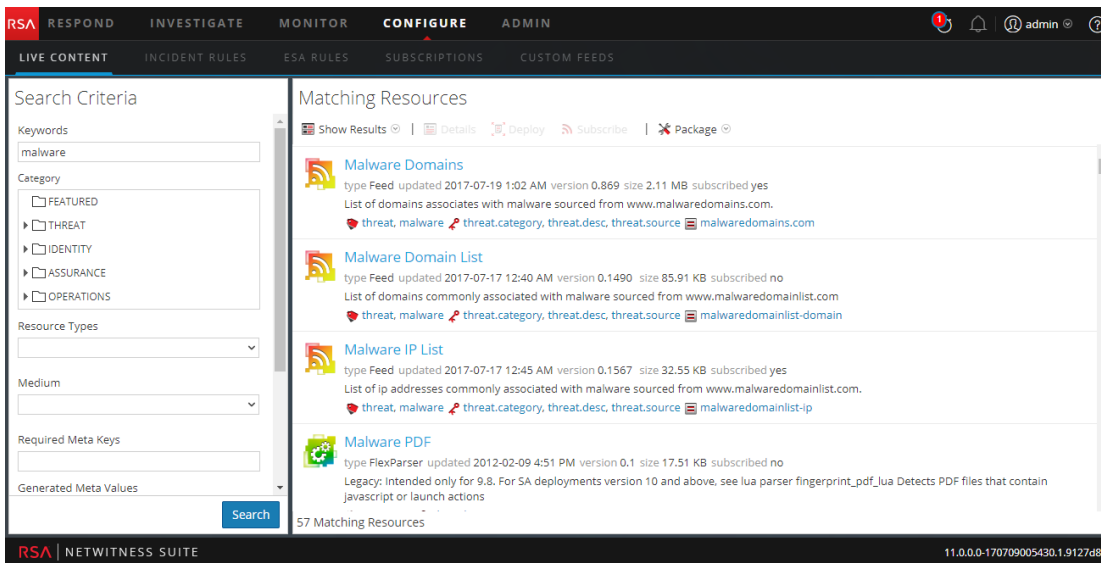 RSA RESPOND INVESTIGATE MONITOR CONFIGURE ADMIN 1 admin ?
LIVE CONTENT INCIDENT RULES ESA RULES SUBSCRIPTIONS CUSTOM FEEDS
Search Criteria
Keywords
malware
Category
FEATURED
THREAT
IDENTITY
ASSURANCE
OPERATIONS
Resource Types
Medium
Required Meta Keys
Generated Meta Values
Search
Matching Resources
Show Results | Details Deploy Subscribe | Package
Malware Domains
type Feed updated 2017-07-19 1:02 AM version 0.869 size 2.11 MB subscribed yes
List of domains associates with malware sourced from www.malwaredomains.com.
threat, malware threat.category, threat.desc, threat.source malwaredomains.com
Malware Domain List
type Feed updated 2017-07-17 12:40 AM version 0.1490 size 85.91 KB subscribed no
List of domains commonly associated with malware sourced from www.malwaredomainlist.com
threat, malware threat.category, threat.desc, threat.source malwaredomainlist-domain
Malware IP List
type Feed updated 2017-07-17 12:45 AM version 0.1567 size 32.55 KB subscribed yes
List of ip addresses commonly associated with malware sourced from www.malwaredomainlist.com.
threat, malware threat.category, threat.desc, threat.source malwaredomainlist-ip
Malware PDF
type FlexParser updated 2012-02-09 4:51 PM version 0.1 size 17.51 KB subscribed no
Legacy: Intended only for 9.8. For SA deployments version 10 and above, see lua parser fingerprint_pdf_lua Detects PDF files that contain
javascript or launch actions
57 Matching Resources
RSA | NETWITNESS SUITE
11.0.0.0-170709005430.1.9127d8